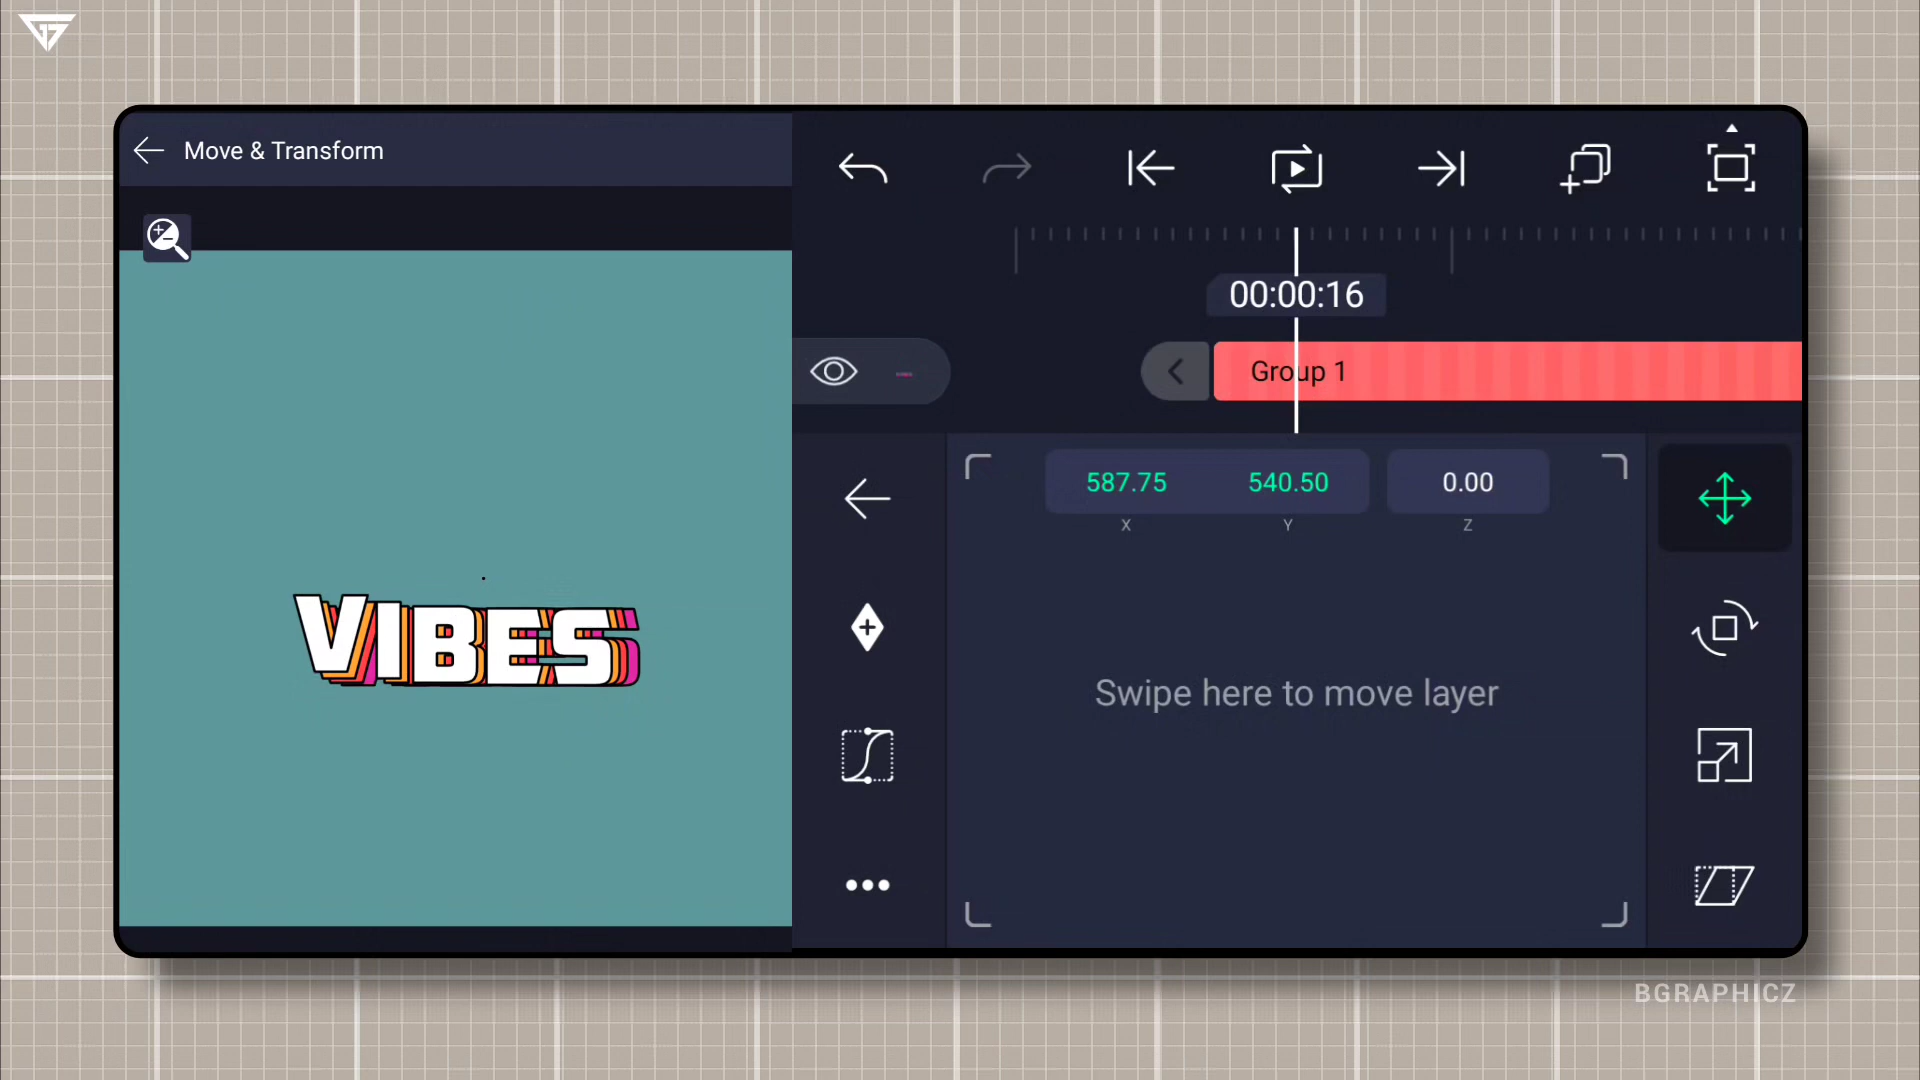 Move & Transform
VIBES
00:00:16
Group 1
587.75 540.50 0.00
X Y Z
Swipe here to move layer
BGRAPHICZ